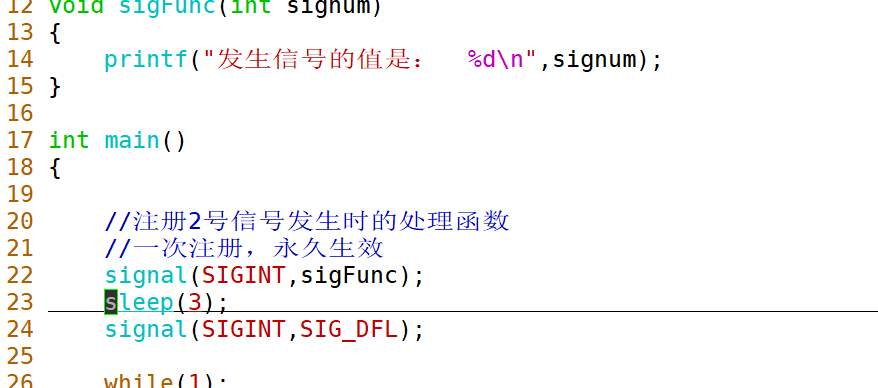 12 void sigFunc(int signum)
13 {
14     printf("发生信号的值是：  %d\n",signum);
15 }
16
17 int main()
18 {
19
20     //注册2号信号发生时的处理函数
21     //一次注册，永久生效
22     signal(SIGINT,sigFunc);
23     sleep(3);
24     signal(SIGINT,SIG_DFL);
25
26     while(1);